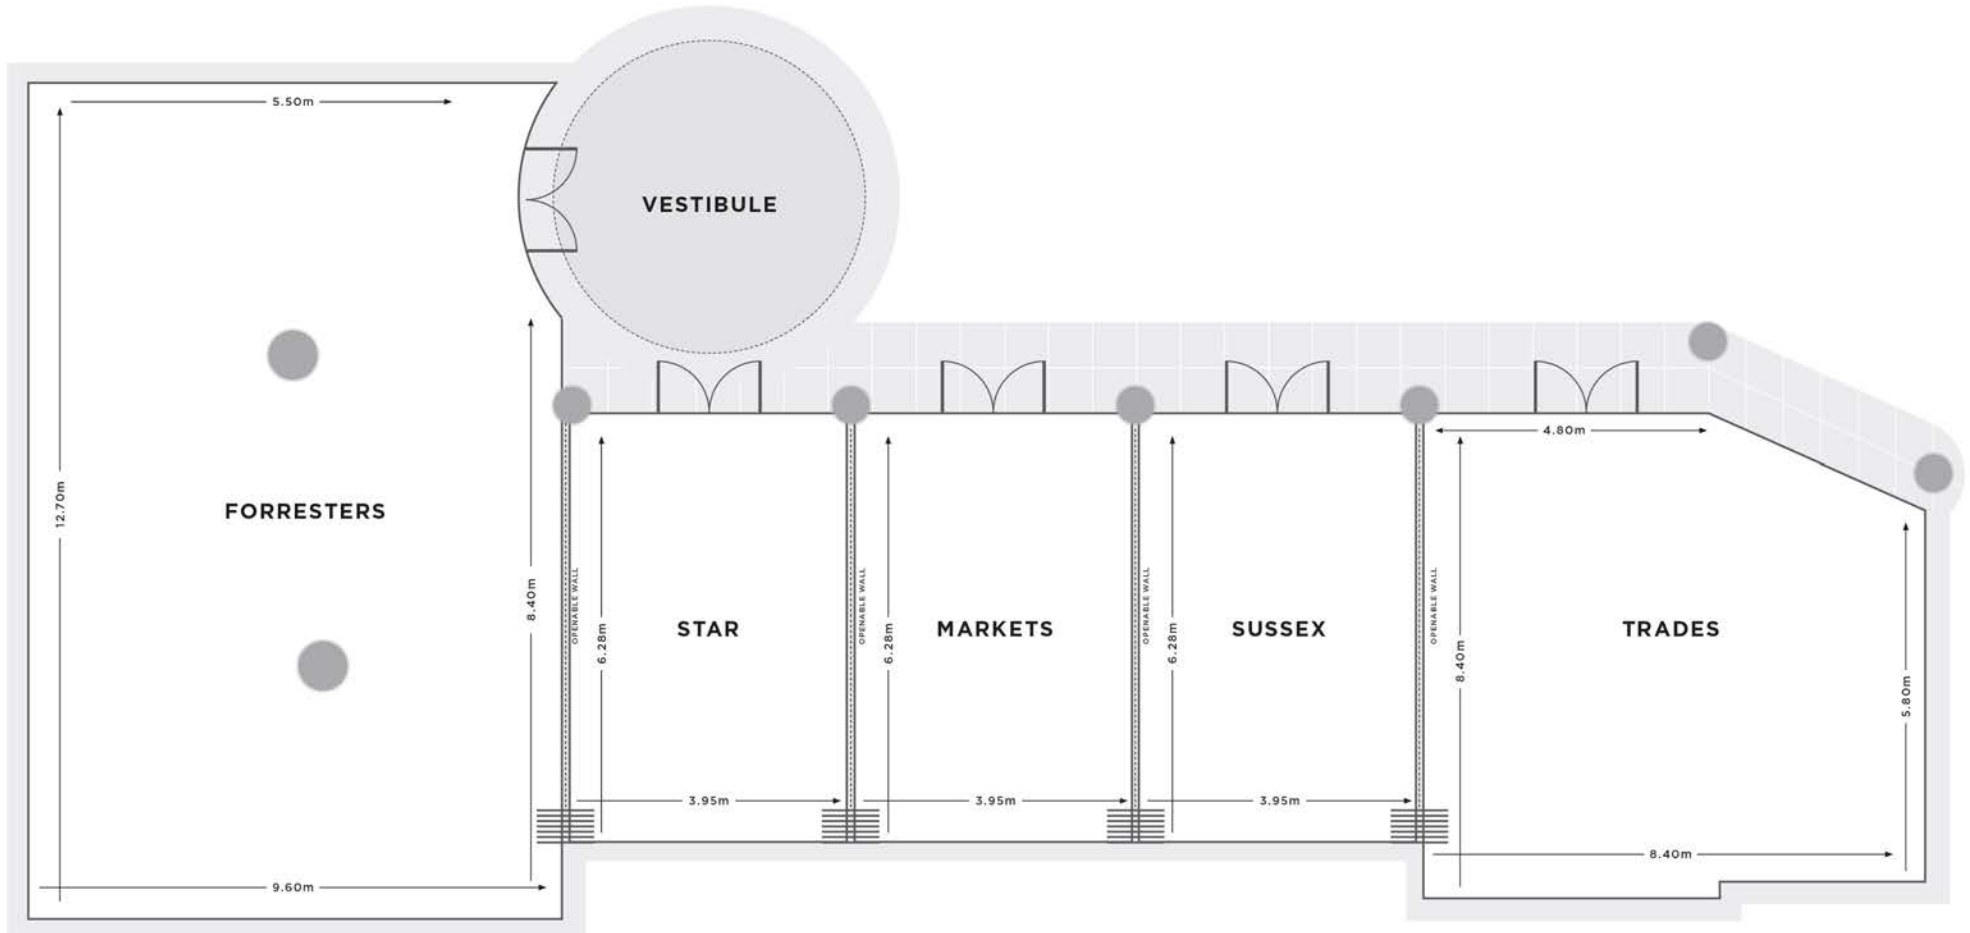 5.50m
VESTIBULE
4.80m
12.70m
FORRESTERS
8.40m
OPENABLE WALL
6.28m
STAR
OPENABLE WALL
6.28m
MARKETS
OPENABLE WALL
6.28m
SUSSEX
OPENABLE WALL
8.40m
TRADES
5.80m
3.95m
3.95m
3.95m
8.40m
9.60m